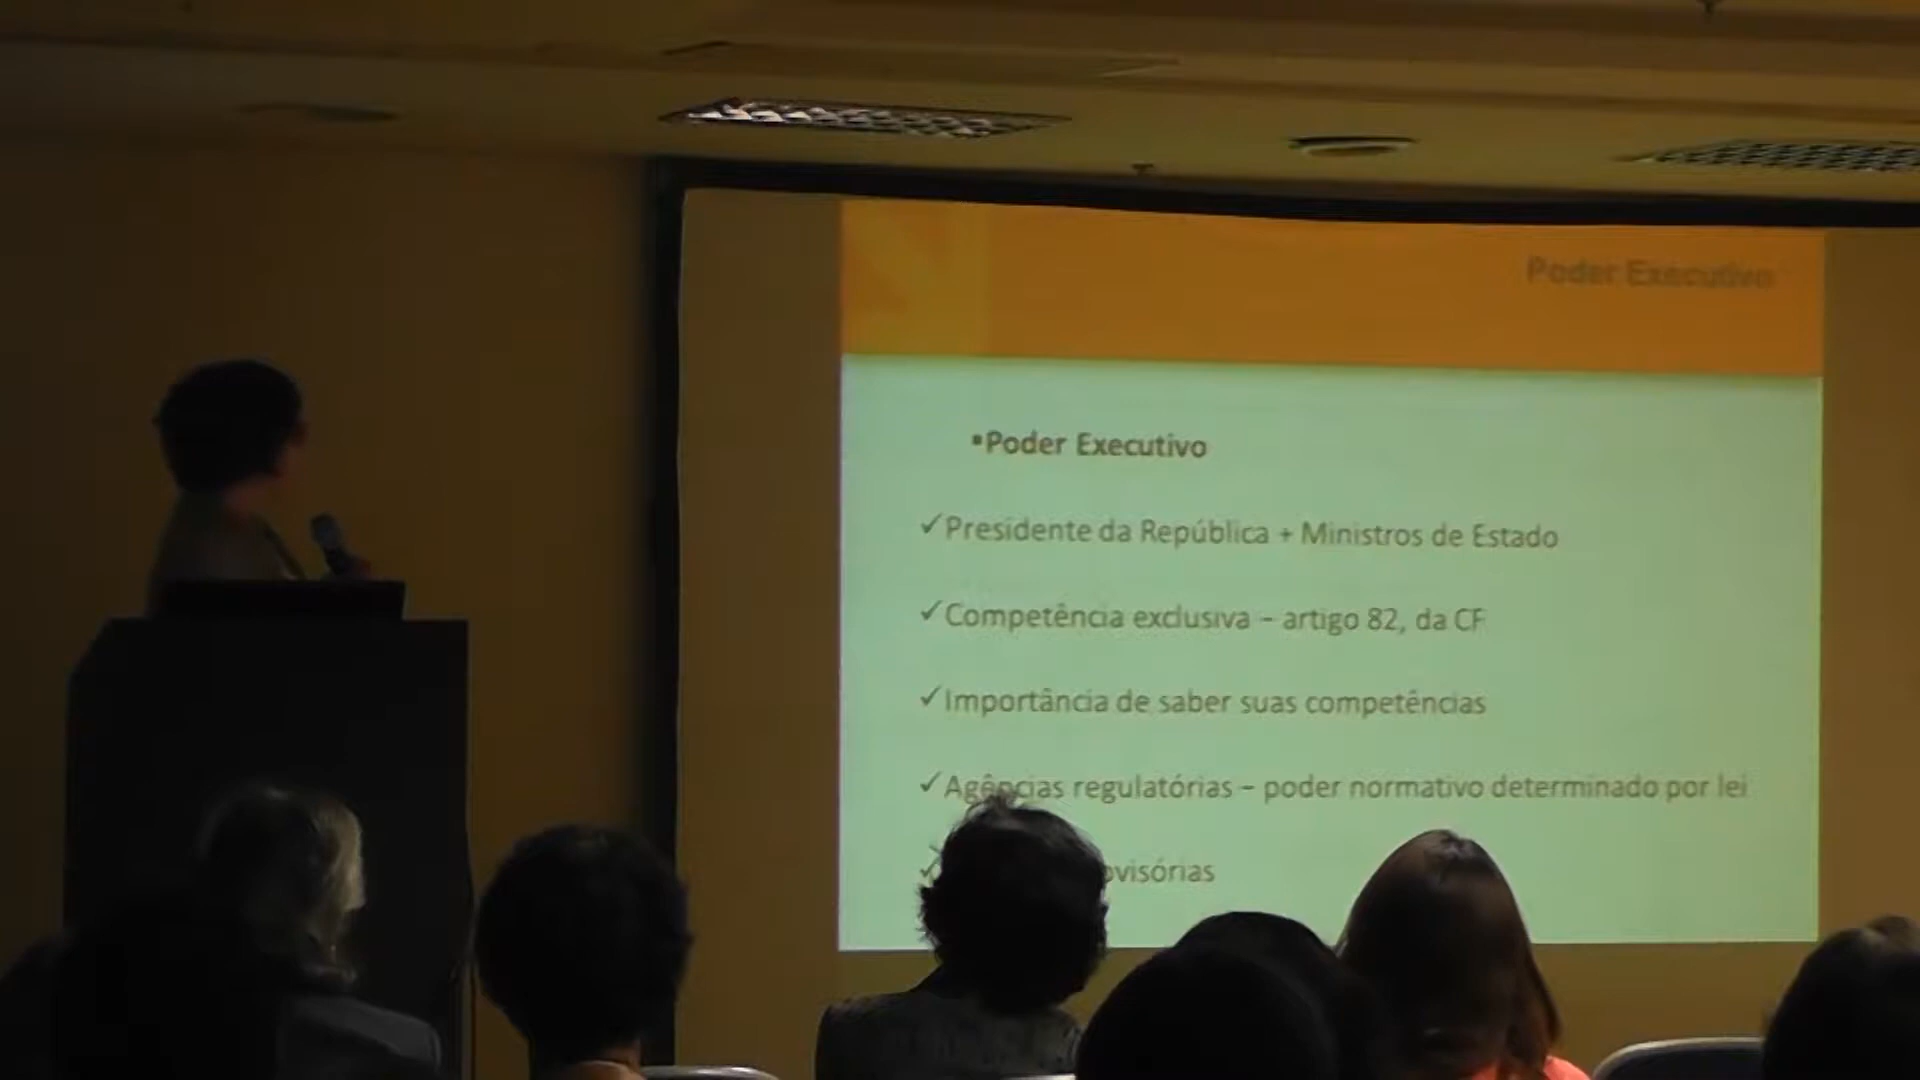 Poder Executivo
▪Poder Executivo
✓Presidente da República + Ministros de Estado
✓Competência exclusiva – artigo 82, da CF
✓Importância de saber suas competências
✓Agências regulatórias – poder normativo determinado por lei